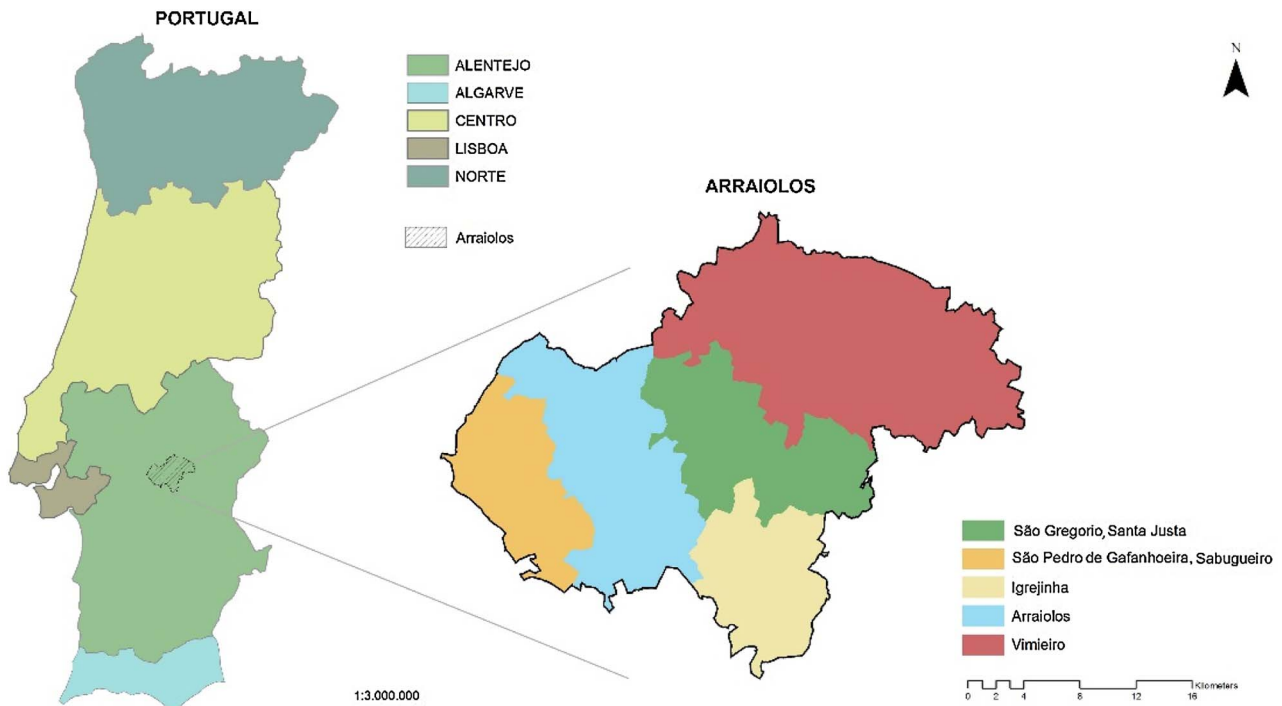 PORTUGAL
ALENTEJO
ALGARVE
CENTRO
LISBOA
NORTE
Arraiolos
N
ARRAIOLOS
São Gregorio, Santa Justa
São Pedro de Gafanhoeira, Sabugueiro
Igrejinha
Arraiolos
Vimieiro
1:3.000.000
Kilometers
0 2 4 8 12 16